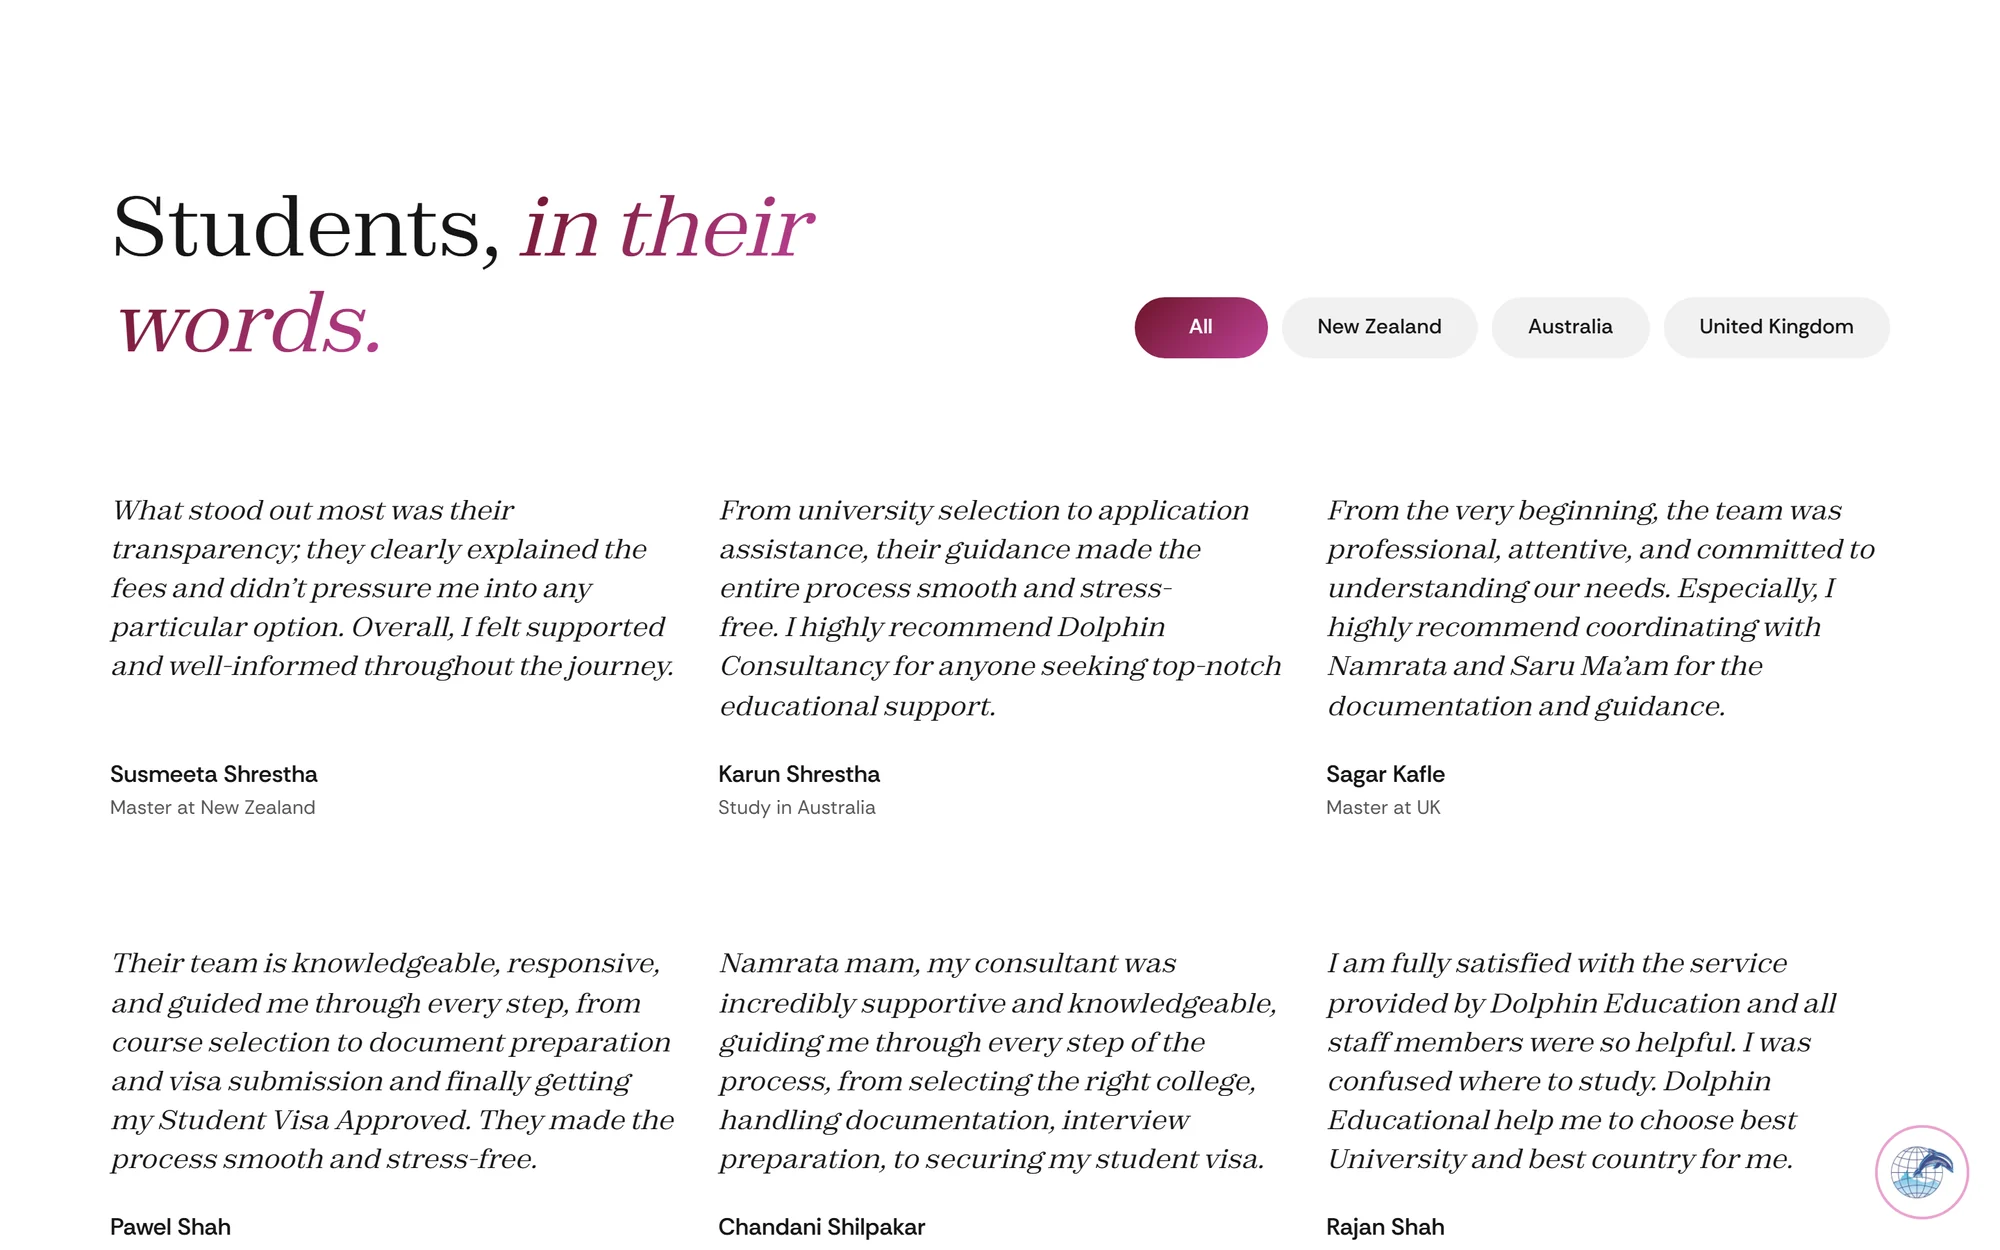 Students, in their
words.
All
New Zealand
Australia
United Kingdom
What stood out most was their
transparency; they clearly explained the
fees and didn’t pressure me into any
particular option. Overall, I felt supported
and well-informed throughout the journey.
Susmeeta Shrestha
Master at New Zealand
From university selection to application
assistance, their guidance made the
entire process smooth and stress-
free. I highly recommend Dolphin
Consultancy for anyone seeking top-notch
educational support.
Karun Shrestha
Study in Australia
From the very beginning, the team was
professional, attentive, and committed to
understanding our needs. Especially, I
highly recommend coordinating with
Namrata and Saru Ma’am for the
documentation and guidance.
Sagar Kafle
Master at UK
Their team is knowledgeable, responsive,
and guided me through every step, from
course selection to document preparation
and visa submission and finally getting
my Student Visa Approved. They made the
process smooth and stress-free.
Pawel Shah
Namrata mam, my consultant was
incredibly supportive and knowledgeable,
guiding me through every step of the
process, from selecting the right college,
handling documentation, interview
preparation, to securing my student visa.
Chandani Shilpakar
I am fully satisfied with the service
provided by Dolphin Education and all
staff members were so helpful. I was
confused where to study. Dolphin
Educational help me to choose best
University and best country for me.
Rajan Shah